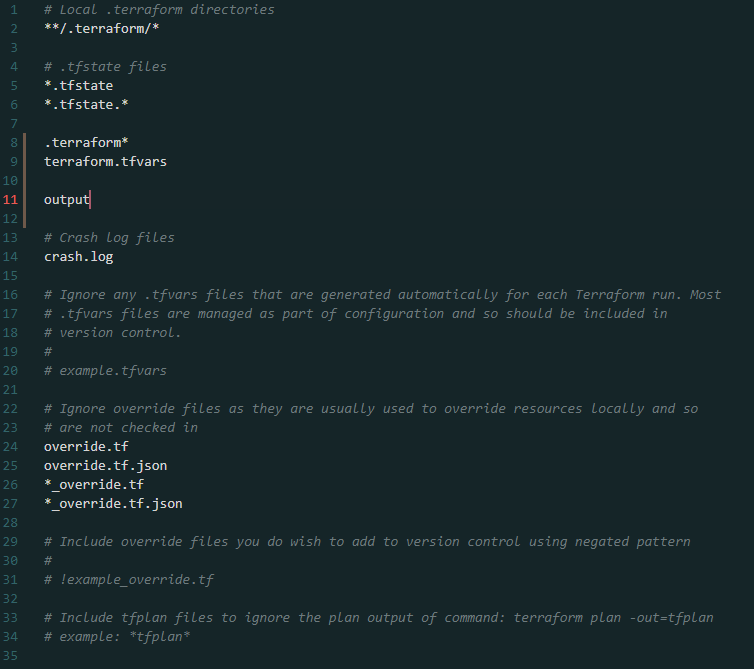 1 # Local .terraform directories
2 **/.terraform/*
3
4 # .tfstate files
5 *.tfstate
6 *.tfstate.*
7
8 .terraform*
9 terraform.tfvars
10
11 output
12
13 # Crash log files
14 crash.log
15
16 # Ignore any .tfvars files that are generated automatically for each Terraform run. Most
17 # .tfvars files are managed as part of configuration and so should be included in
18 # version control.
19 #
20 # example.tfvars
21
22 # Ignore override files as they are usually used to override resources locally and so
23 # are not checked in
24 override.tf
25 override.tf.json
26 *_override.tf
27 *_override.tf.json
28
29 # Include override files you do wish to add to version control using negated pattern
30 #
31 # !example_override.tf
32
33 # Include tfplan files to ignore the plan output of command: terraform plan -out=tfplan
34 # example: *tfplan*
35